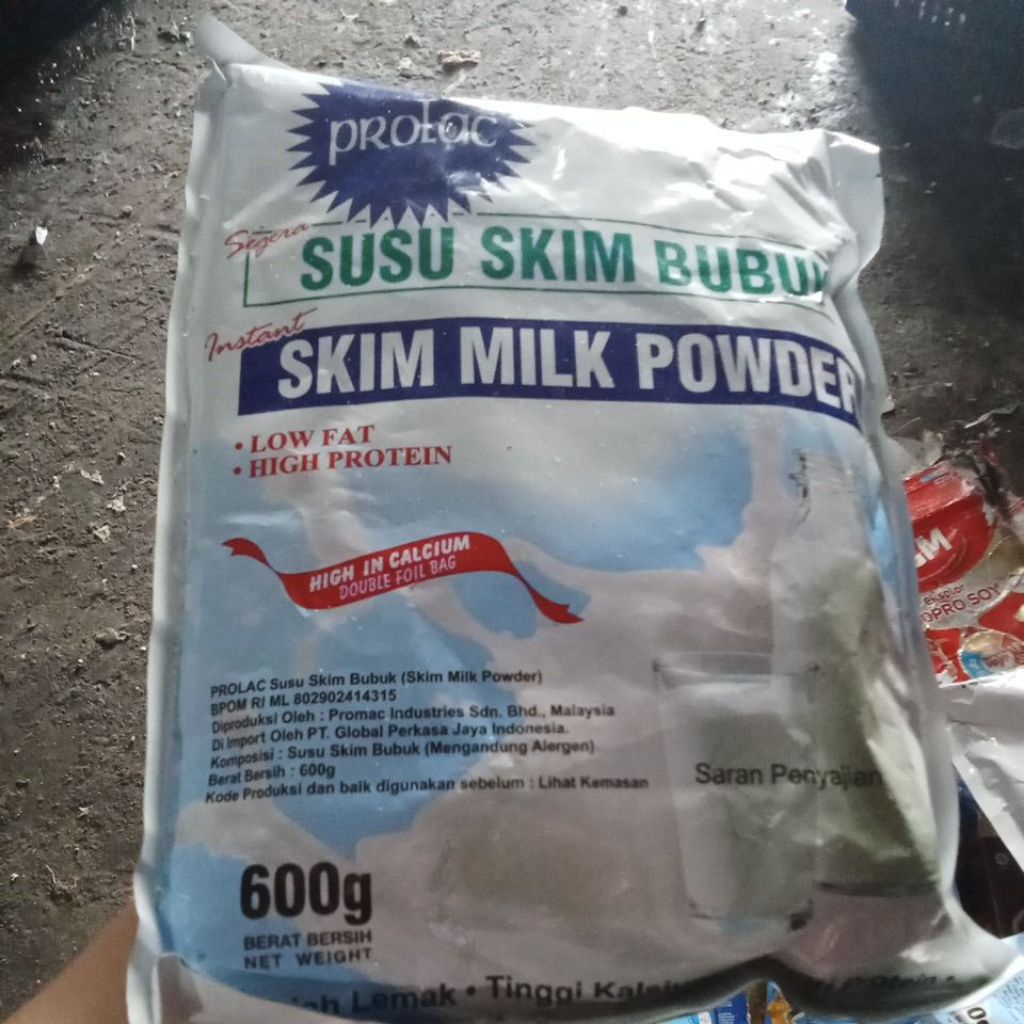 PROLAC
Segera
SUSU SKIM BUBUK
Instant
SKIM MILK POWDER
• LOW FAT
• HIGH PROTEIN
HIGH IN CALCIUM
DOUBLE FOIL BAG
PROLAC Susu Skim Bubuk (Skim Milk Powder)
BPOM RI ML 802902414315
Diproduksi Oleh : Promac Industries Sdn. Bhd., Malaysia
Di import Oleh PT. Global Perkasa Jaya Indonesia.
Komposisi : Susu Skim Bubuk (Mengandung Alergen)
Berat Bersih : 600g
Kode Produksi dan baik digunakan sebelum : Lihat Kemasan
Saran Penyajian
600g
BERAT BERSIH
NET WEIGHT
Lemak • Tinggi
SOY